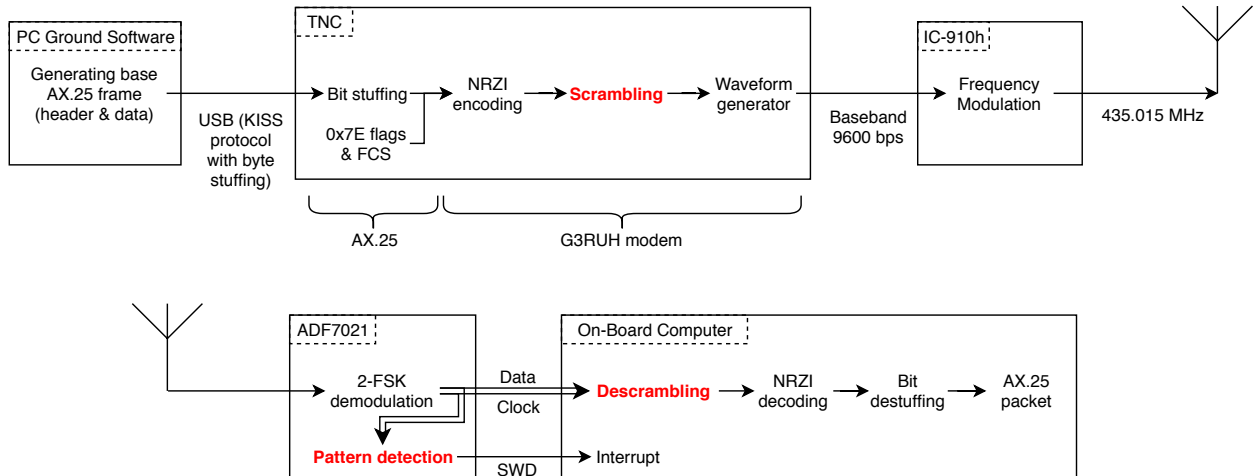 TNC
PC Ground Software
IC-910h
Generating base
AX.25 frame
(header & data)
USB (KISS
protocol
with byte
stuffing)
Bit stuffing
0x7E flags
& FCS
NRZI
encoding
Scrambling
Waveform
generator
Baseband
9600 bps
Frequency
Modulation
435.015 MHz
AX.25
G3RUH modem
ADF7021
On-Board Computer
2-FSK
demodulation
Data
Clock
Descrambling
NRZI
decoding
Bit
destuffing
AX.25
packet
Pattern detection
SWD
Interrupt